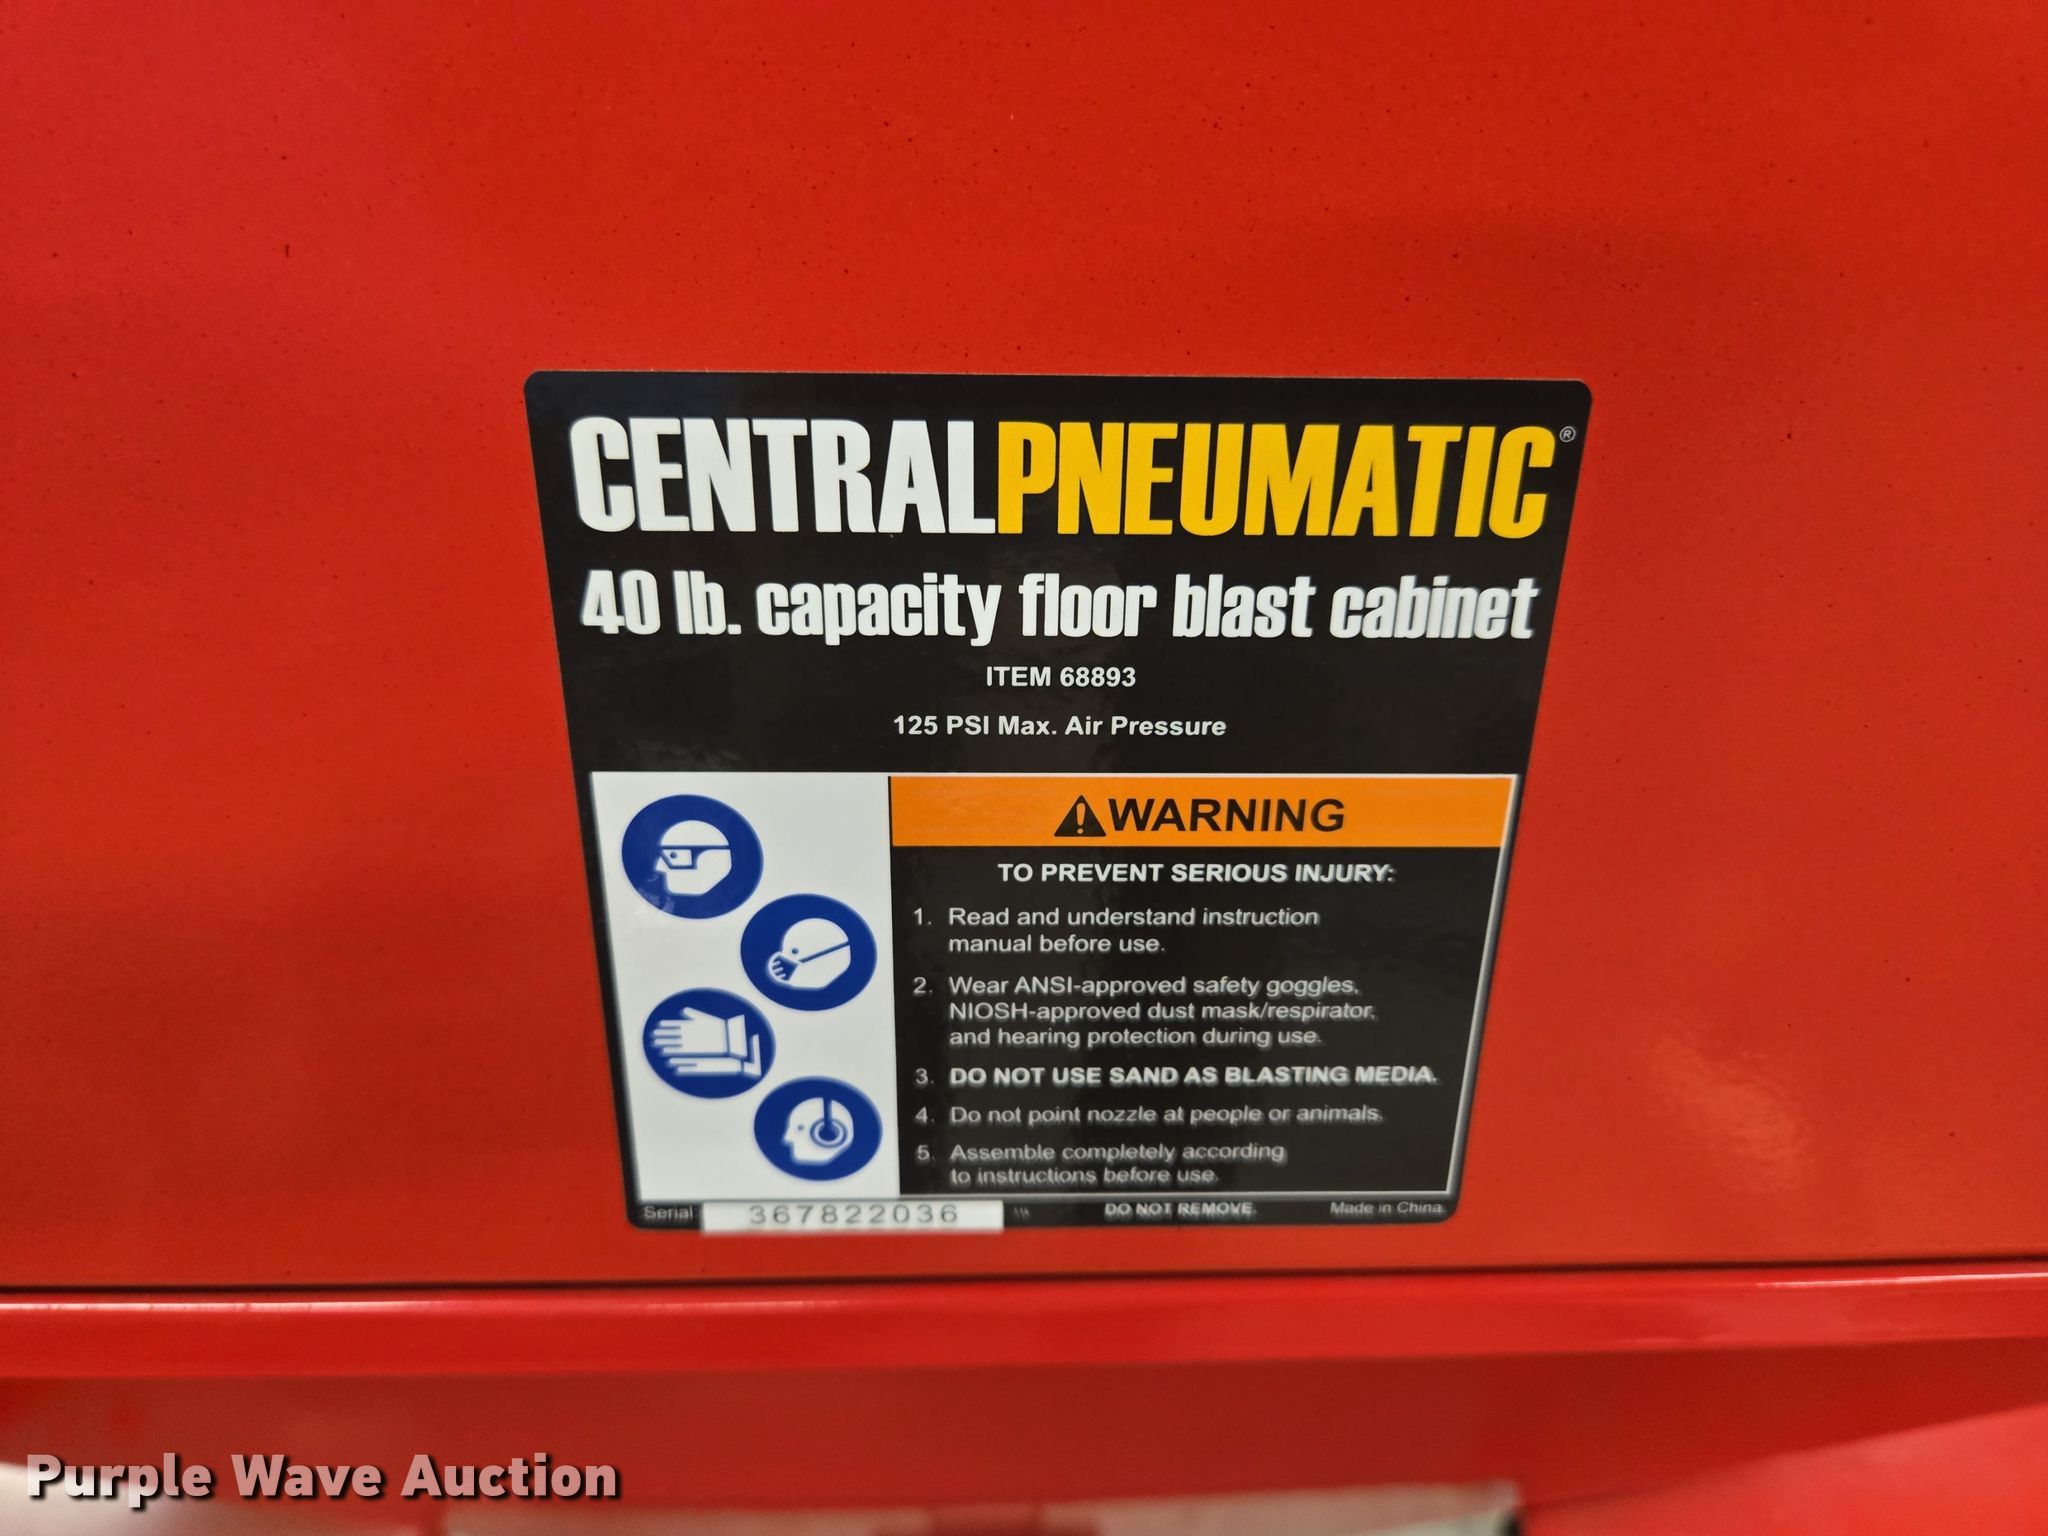 CENTRALPNEUMATIC®
40 lb. capacity floor blast cabinet
ITEM 68893
125 PSI Max. Air Pressure
WARNING
TO PREVENT SERIOUS INJURY:
1. Read and understand instruction
manual before use.
2. Wear ANSI-approved safety goggles,
NIOSH-approved dust mask/respirator,
and hearing protection during use.
3. DO NOT USE SAND AS BLASTING MEDIA.
4. Do not point nozzle at people or animals.
5. Assemble completely according
to instructions before use.
Serial: 367822036 DO NOT REMOVE. Made in China.
Purple Wave Auction